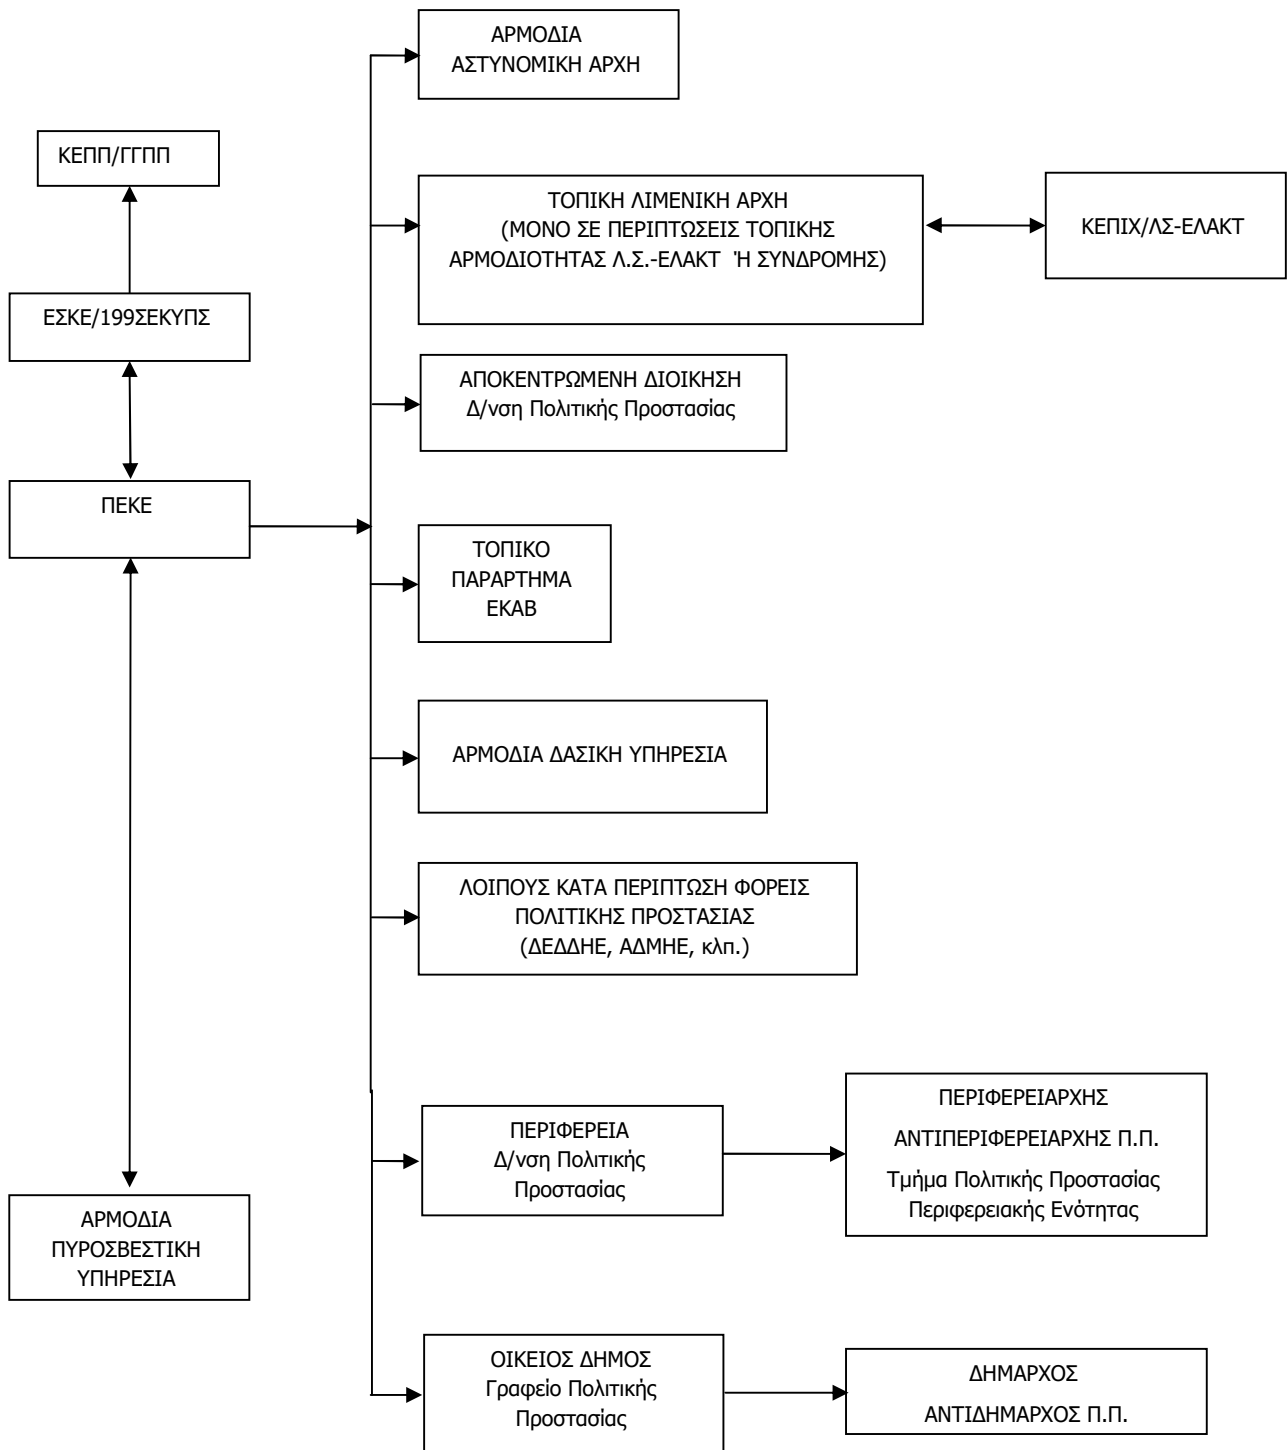 ΑΡΜΟΔΙΑ
ΑΣΤΥΝΟΜΙΚΗ ΑΡΧΗ
ΚΕΠΠ/ΓΓΠΠ
ΤΟΠΙΚΗ ΛΙΜΕΝΙΚΗ ΑΡΧΗ
(ΜΟΝΟ ΣΕ ΠΕΡΙΠΤΩΣΕΙΣ ΤΟΠΙΚΗΣ
ΑΡΜΟΔΙΟΤΗΤΑΣ Λ.Σ.-ΕΛΑΚΤ Ή ΣΥΝΔΡΟΜΗΣ)
ΚΕΠΙΧ/ΛΣ-ΕΛΑΚΤ
ΕΣΚΕ/199ΣΕΚΥΠΣ
ΑΠΟΚΕΝΤΡΩΜΕΝΗ ΔΙΟΙΚΗΣΗ
Δ/νση Πολιτικής Προστασίας
ΠΕΚΕ
ΤΟΠΙΚΟ
ΠΑΡΑΡΤΗΜΑ
ΕΚΑΒ
ΑΡΜΟΔΙΑ ΔΑΣΙΚΗ ΥΠΗΡΕΣΙΑ
ΛΟΙΠΟΥΣ ΚΑΤΑ ΠΕΡΙΠΤΩΣΗ ΦΟΡΕΙΣ
ΠΟΛΙΤΙΚΗΣ ΠΡΟΣΤΑΣΙΑΣ
(ΔΕΔΔΗΕ, ΑΔΜΗΕ, κλπ.)
ΠΕΡΙΦΕΡΕΙΑ
Δ/νση Πολιτικής
Προστασίας
ΠΕΡΙΦΕΡΕΙΑΡΧΗΣ
ΑΝΤΙΠΕΡΙΦΕΡΕΙΑΡΧΗΣ Π.Π.
Τμήμα Πολιτικής Προστασίας
Περιφερειακής Ενότητας
ΑΡΜΟΔΙΑ
ΠΥΡΟΣΒΕΣΤΙΚΗ
ΥΠΗΡΕΣΙΑ
ΟΙΚΕΙΟΣ ΔΗΜΟΣ
Γραφείο Πολιτικής
Προστασίας
ΔΗΜΑΡΧΟΣ
ΑΝΤΙΔΗΜΑΡΧΟΣ Π.Π.